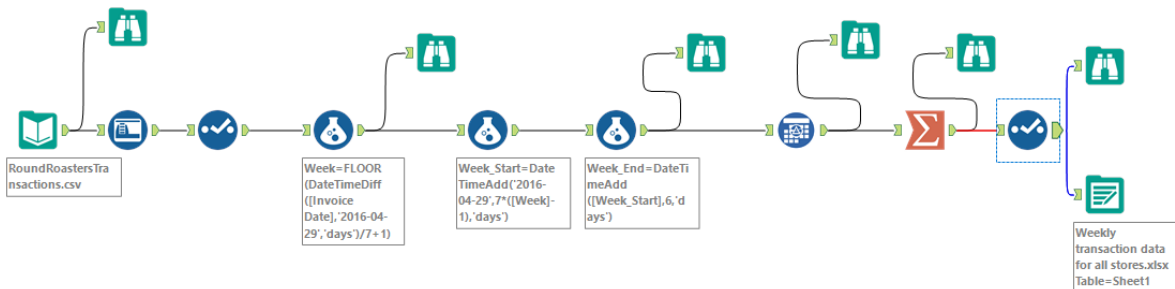 RoundRoastersTra
nsactions.csv
Week=FLOOR
(DateTimeDiff
([Invoice
Date],'2016-04-
29','days')/7+1)
Week_Start=Date
TimeAdd('2016-
04-29',7*([Week]-
1),'days')
Week_End=DateTi
meAdd
([Week_Start],6,'d
ays')
Weekly
transaction data
for all stores.xlsx
Table=Sheet1